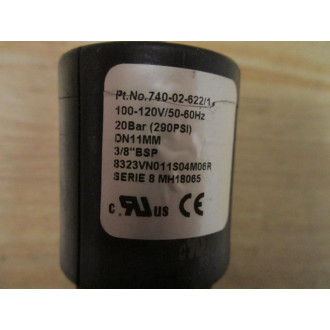 Pt.No.740-02-622/1
100-120V/50-60Hz
20Bar (290PSI)
DN11MM
3/8"BSP
8323VN011S04M06R
SERIE 8 MH18065
c RU us CE